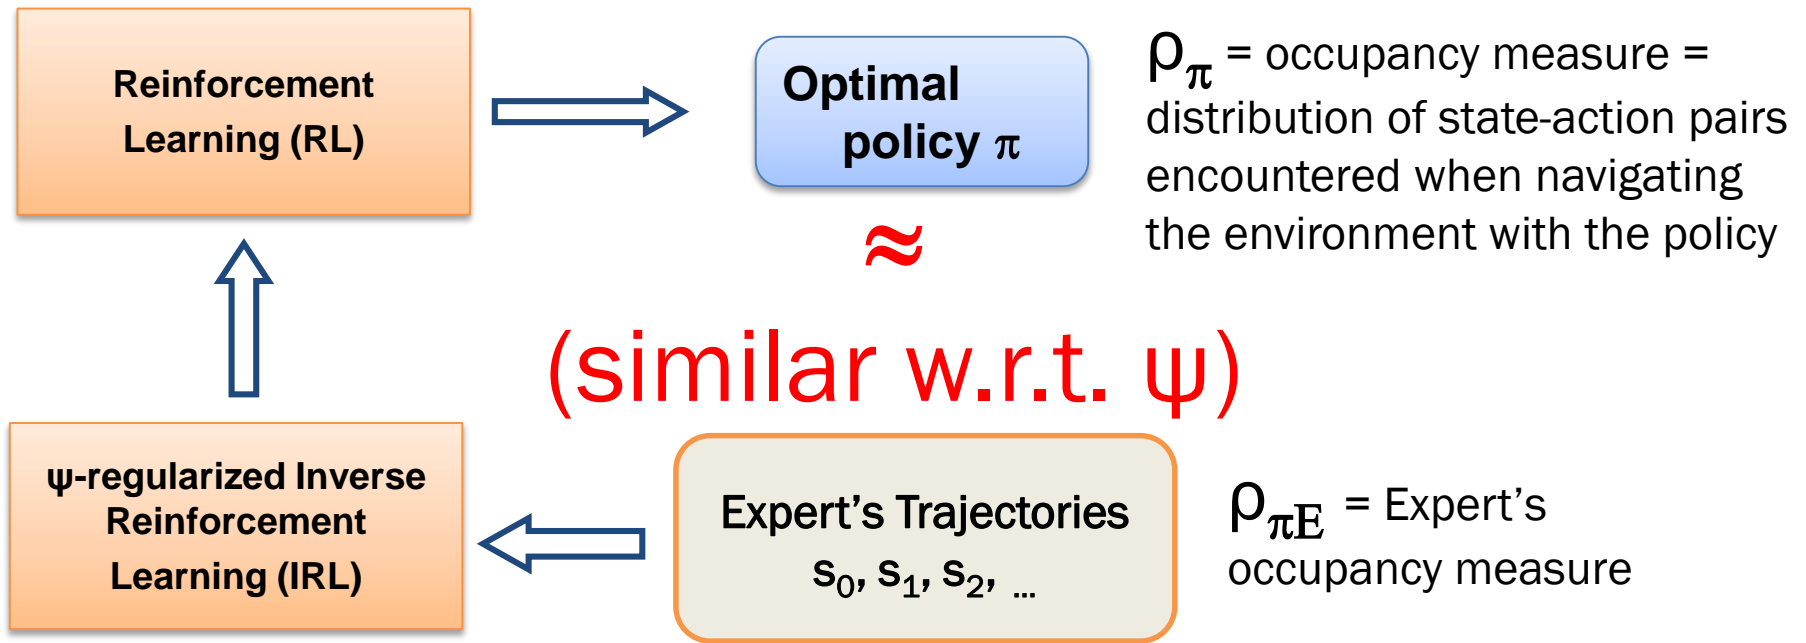 Reinforcement
Learning (RL)
Optimal
policy π
ρπ = occupancy measure =
distribution of state-action pairs
encountered when navigating
the environment with the policy
≈
(similar w.r.t. ψ)
ψ-regularized Inverse
Reinforcement
Learning (IRL)
Expert's Trajectories
s₀, s₁, s₂, ...
ρπE = Expert's
occupancy measure